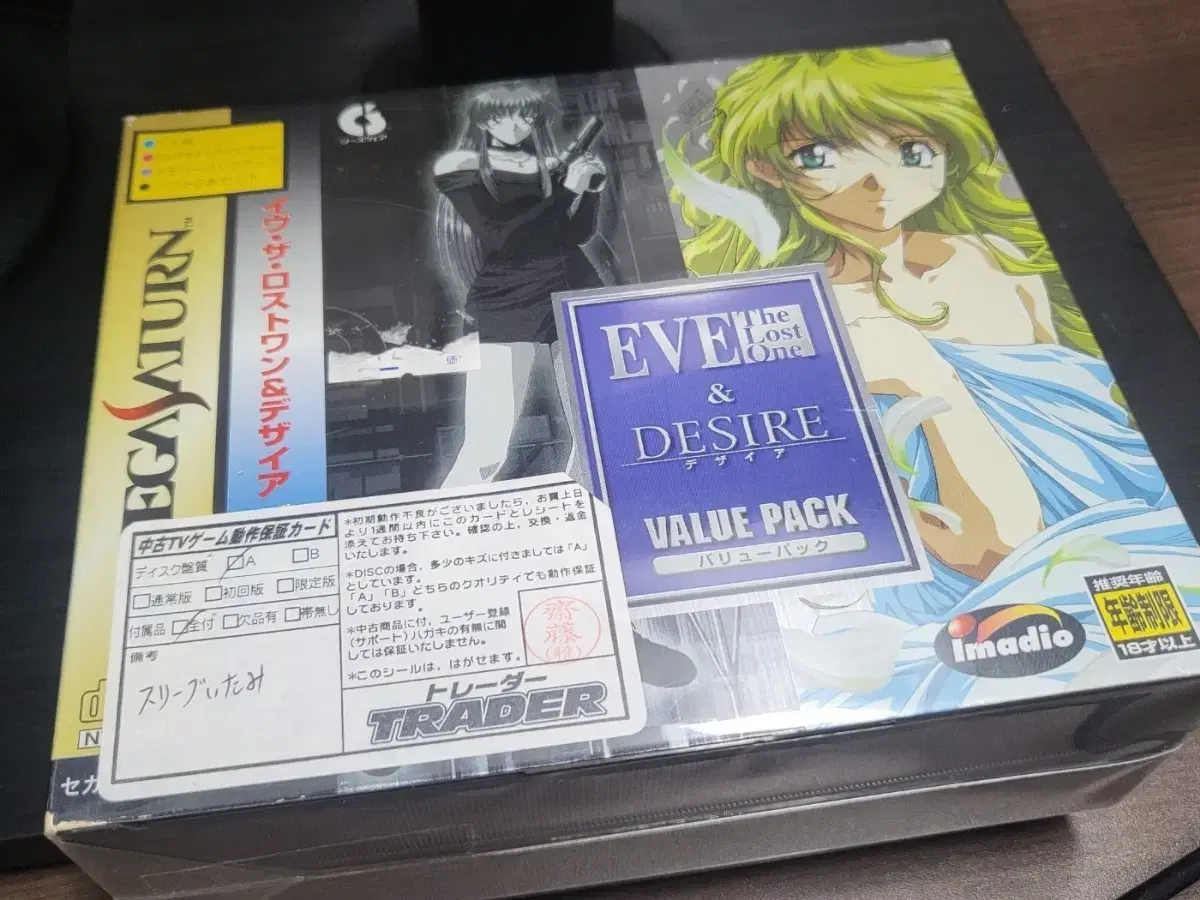 シーズウェア
イヴ・ザ・ロストワン&デザイア
EGA SATURN
TM
価
EVE The
Lost
One
&
DESIRE
デザイア
VALUE PACK
バリューパック
imadio
推奨年齢
年齢制限
18才以上
中古TVゲーム動作保証カード
ディスク盤質 A B
通常版 初回版 限定版
付属品 全付 欠品有 帯無し
備考
スリーブいたみ
*初期動作不良がございましたら、お買上日
より1週間以内にこのカードとレシートを
添えてお持ち下さい。確認の上、交換・返金
いたします。
*DISCの場合、多少のキズに付きましては「A」
としています。
「A」「B」どちらのクオリティでも動作保証
しております。
*中古商品に付、ユーザー登録
(サポート)ハガキの有無に関
しては保証いたしません。
*このシールは、はがせます。
齋藤
トレーダー
TRADER
セガ